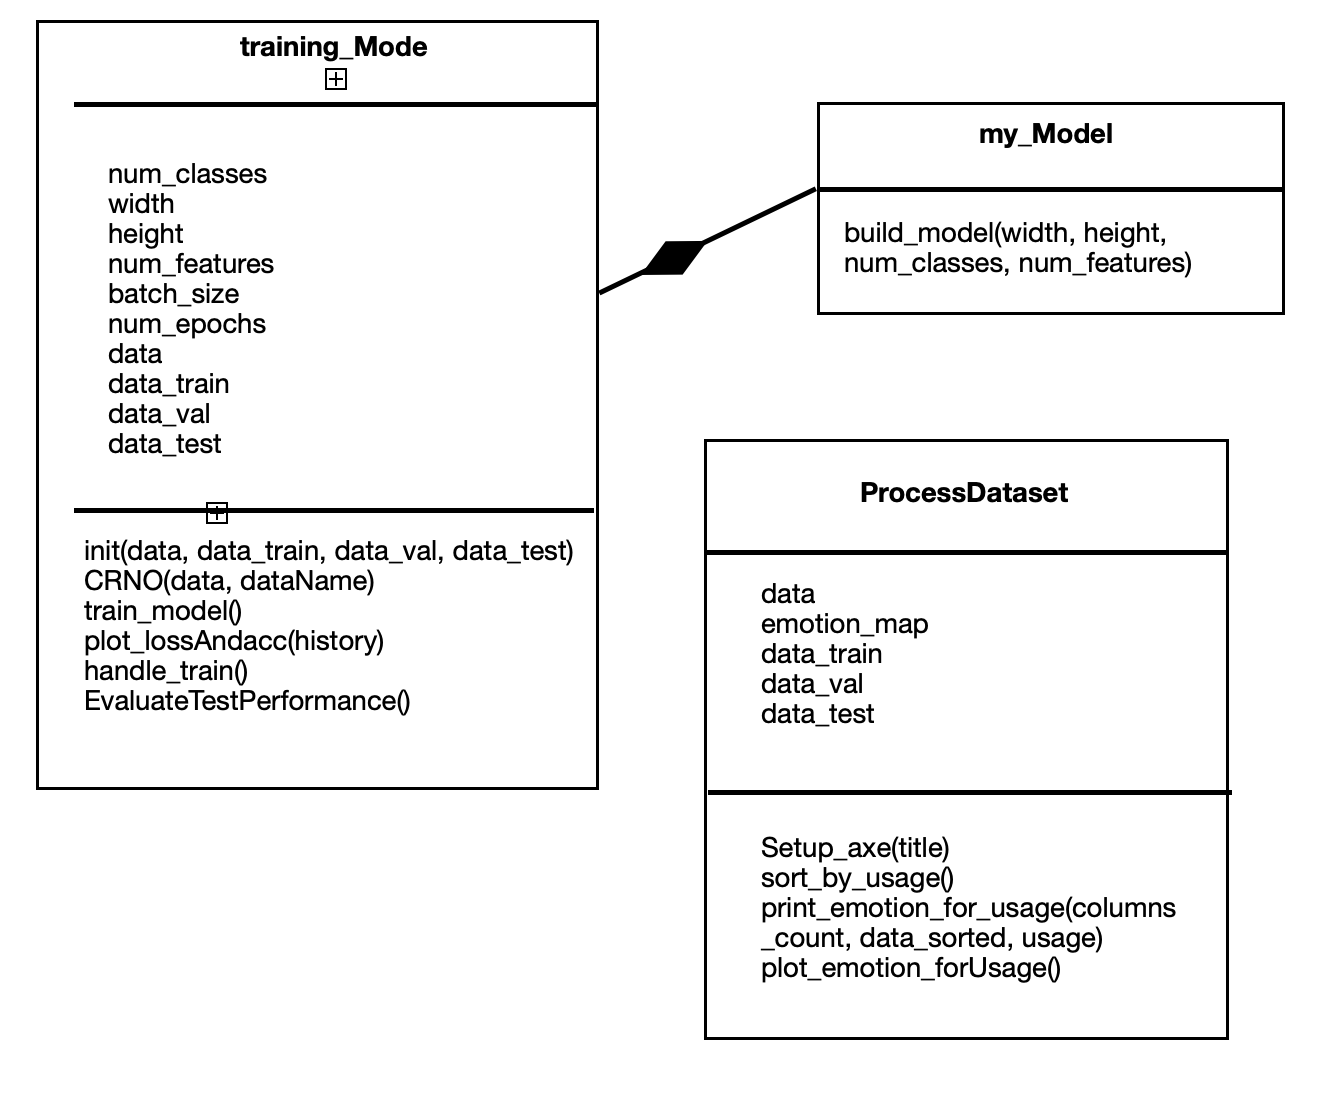 training_Mode
num_classes
width
height
num_features
batch_size
num_epochs
data
data_train
data_val
data_test
init(data, data_train, data_val, data_test)
CRNO(data, dataName)
train_model()
plot_lossAndacc(history)
handle_train()
EvaluateTestPerformance()
my_Model
build_model(width, height,
num_classes, num_features)
ProcessDataset
data
emotion_map
data_train
data_val
data_test
Setup_axe(title)
sort_by_usage()
print_emotion_for_usage(columns
_count, data_sorted, usage)
plot_emotion_forUsage()